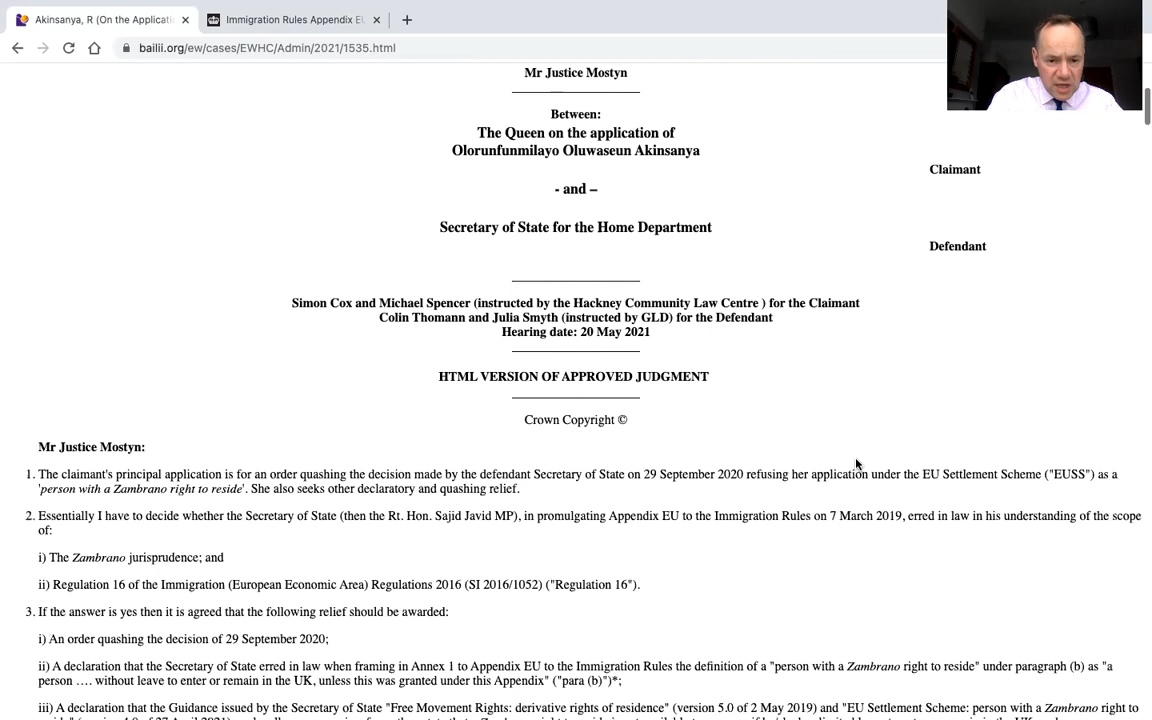 Akinsanya, R (On the Applicati
Immigration Rules Appendix E
bailii.org/ew/cases/EWHC/Admin/2021/1535.html
Mr Justice Mostyn
Between:
The Queen on the application of
Olorunfunmilayo Oluwaseun Akinsanya
Claimant
- and –
Secretary of State for the Home Department
Defendant
Simon Cox and Michael Spencer (instructed by the Hackney Community Law Centre ) for the Claimant
Colin Thomann and Julia Smyth (instructed by GLD) for the Defendant
Hearing date: 20 May 2021
HTML VERSION OF APPROVED JUDGMENT
Crown Copyright ©
Mr Justice Mostyn:
1. The claimant's principal application is for an order quashing the decision made by the defendant Secretary of State on 29 September 2020 refusing her application under the EU Settlement Scheme ("EUSS") as a
'person with a Zambrano right to reside'. She also seeks other declaratory and quashing relief.
2. Essentially I have to decide whether the Secretary of State (then the Rt. Hon. Sajid Javid MP), in promulgating Appendix EU to the Immigration Rules on 7 March 2019, erred in law in his understanding of the scope
of:
i) The Zambrano jurisprudence; and
ii) Regulation 16 of the Immigration (European Economic Area) Regulations 2016 (SI 2016/1052) ("Regulation 16").
3. If the answer is yes then it is agreed that the following relief should be awarded:
i) An order quashing the decision of 29 September 2020;
ii) A declaration that the Secretary of State erred in law when framing in Annex 1 to Appendix EU to the Immigration Rules the definition of a "person with a Zambrano right to reside" under paragraph (b) as "a
person …. without leave to enter or remain in the UK, unless this was granted under this Appendix" ("para (b)")*;
iii) A declaration that the Guidance issued by the Secretary of State "Free Movement Rights: derivative rights of residence" (version 5.0 of 2 May 2019) and "EU Settlement Scheme: person with a Zambrano right to